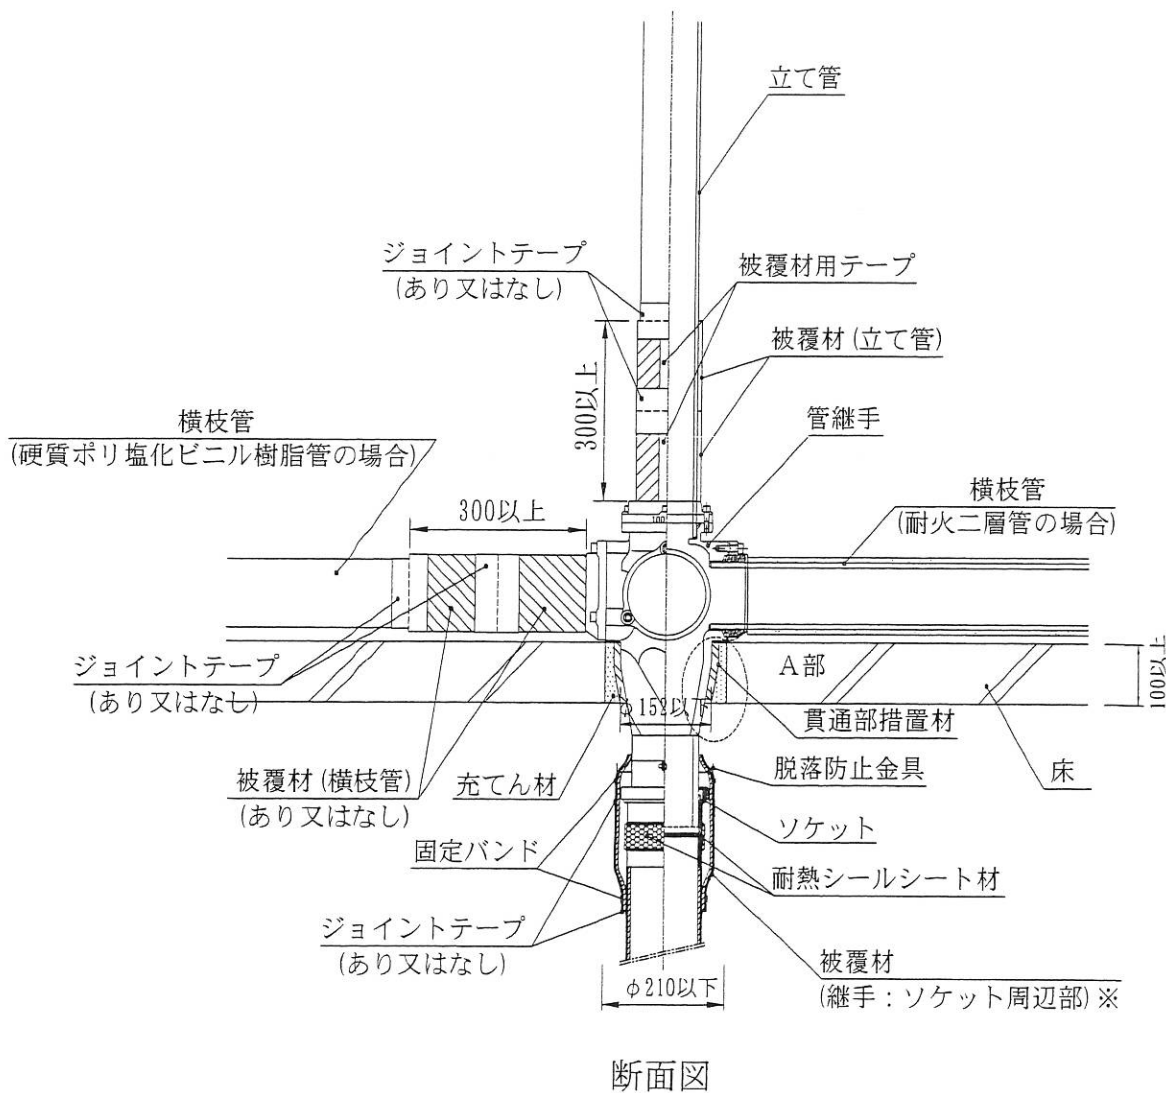 立て管
ジョイントテープ
(あり又はなし)
被覆材用テープ
被覆材(立て管)
300以上
横枝管
(硬質ポリ塩化ビニル樹脂管の場合)
管継手
300以上
100
横枝管
(耐火二層管の場合)
ジョイントテープ
(あり又はなし)
A部
100以上
φ152以下
貫通部措置材
被覆材(横枝管)
(あり又はなし)
充てん材
脱落防止金具
床
固定バンド
ソケット
耐熱シールシート材
ジョイントテープ
(あり又はなし)
被覆材
(継手：ソケット周辺部)※
φ210以下
断面図